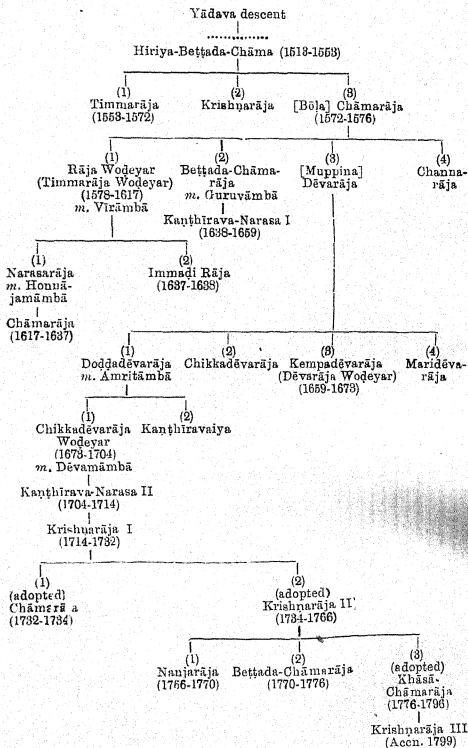 Yādava descent
Hiriya-Beṭṭada-Chāma (1513-1553)
(1) (2) (3)
Timmarāja Krishṇarāja [Bōḷa] Chāmarāja
(1553-1572) (1572-1576)
(1) (2) (3) (4)
Rāja Woḍeyar Beṭṭada-Chāma- [Muppina] Channa-
(Timmarāja Woḍeyar) rāja Dēvarāja rāja
(1578-1617) m. Guruvāmbā
m. Vīrāmbā
Kaṇṭhīrava-Narasa I
(1638-1659)
(1) (2)
Narasarāja Immaḍi Rāja
m. Honnā- (1637-1638)
jamāmbā
Chāmarāja
(1617-1637)
(1) (2) (3) (4)
Doḍḍadēvarāja Chikkadēvarāja Kempadēvarāja Maridēva-
m. Amritāmbā (Dēvarāja Woḍeyar) rāja
(1659-1673)
(1) (2)
Chikkadēvarāja Kaṇṭhīravaiya
Woḍeyar
(1673-1704)
m. Dēvamāmbā
Kaṇṭhīrava-Narasa II
(1704-1714)
Krishṇarāja I
(1714-1732)
(1) (2)
(adopted) (adopted)
Chāmarā a Krishṇarāja II
(1732-1734) (1734-1766)
(1) (2) (3)
Nanjarāja Beṭṭada-Chāmarāja (adopted)
(1766-1770) (1770-1776) Khāsā-
Chāmarāja
(1776-1796)
Krishṇarāja III
(Accn. 1799)